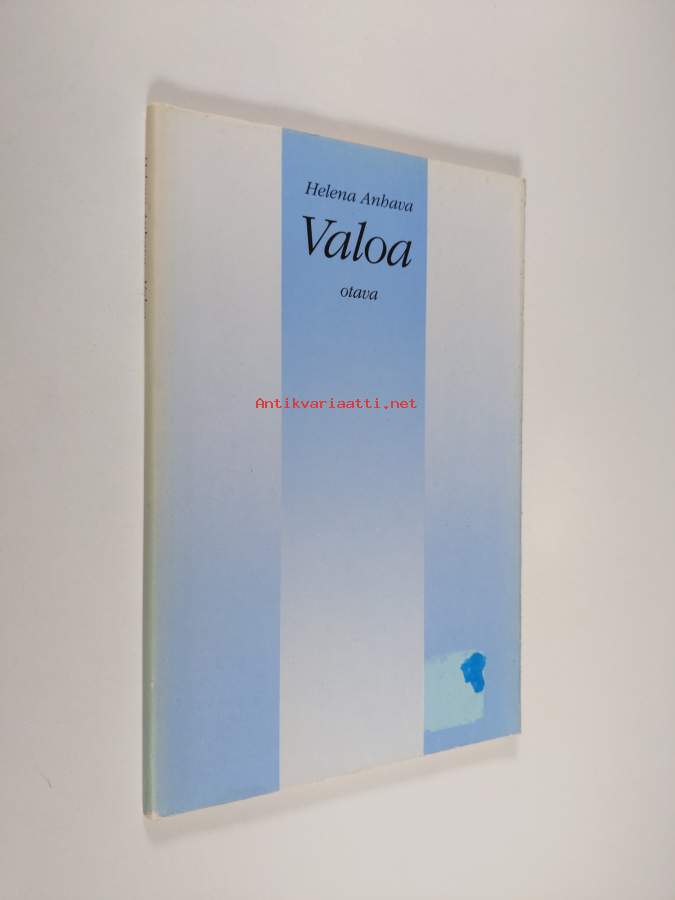 Helena Anhava
Valoa
otava
Antikvariaatti.net